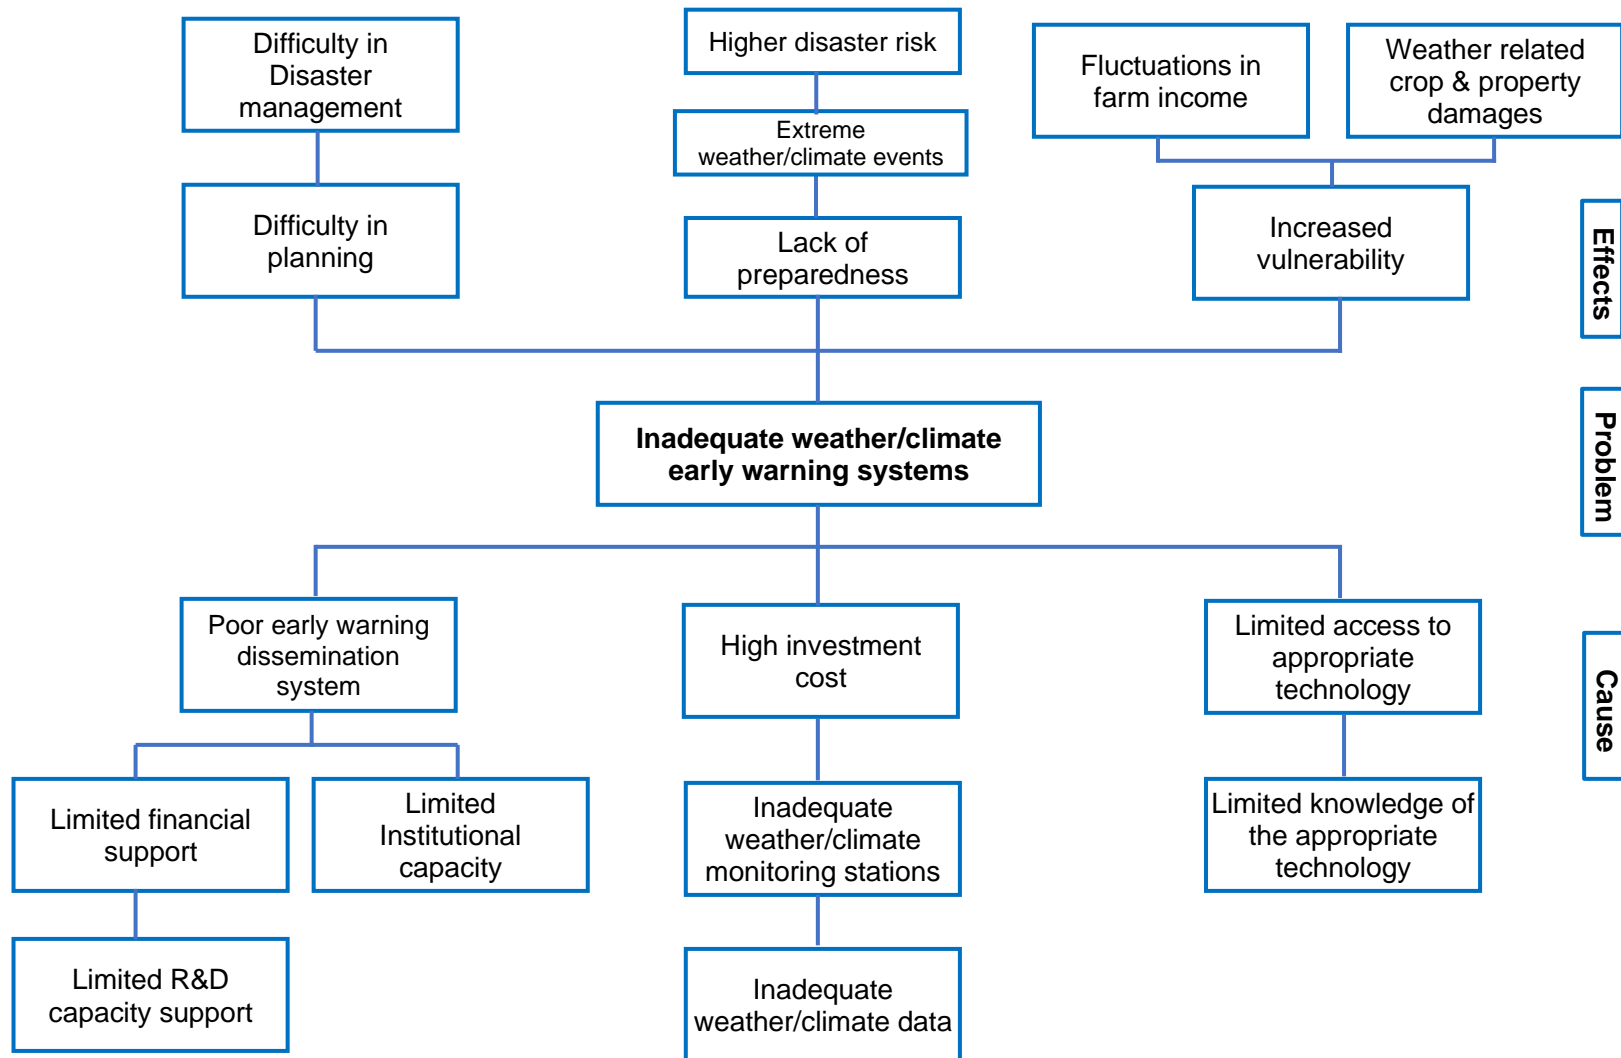 Difficulty in
Disaster
management
Higher disaster risk
Fluctuations in
farm income
Weather related
crop & property
damages
Extreme
weather/climate events
Difficulty in
planning
Lack of
preparedness
Increased
vulnerability
Effects
Inadequate weather/climate
early warning systems
Problem
Poor early warning
dissemination
system
High investment
cost
Limited access to
appropriate
technology
Cause
Limited financial
support
Limited
Institutional
capacity
Inadequate
weather/climate
monitoring stations
Limited knowledge of
the appropriate
technology
Limited R&D
capacity support
Inadequate
weather/climate data